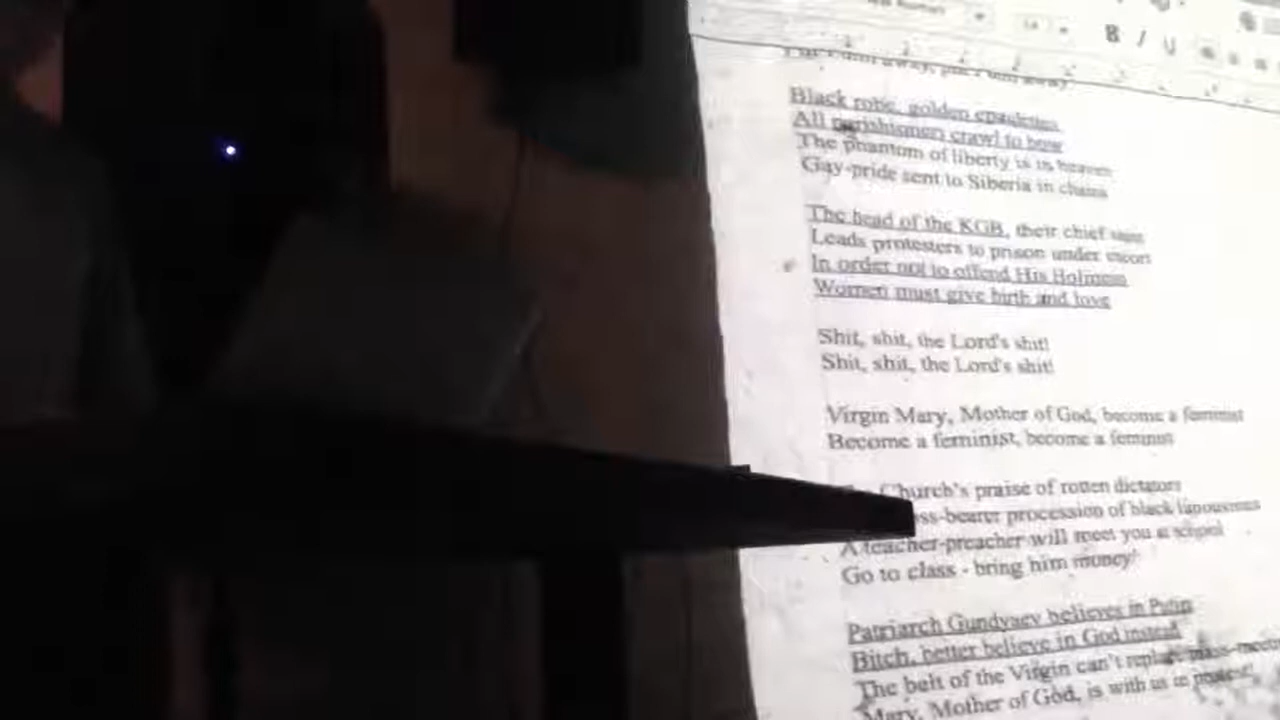 B I U
Black robe, golden epaulettes
All parishioners crawl to bow
The phantom of liberty is in heaven
Gay-pride sent to Siberia in chains
The head of the KGB, their chief saint
Leads protesters to prison under escort
In order not to offend His Holiness
Women must give birth and love
Shit, shit, the Lord's shit!
Shit, shit, the Lord's shit!
Virgin Mary, Mother of God, become a feminist
Become a feminist, become a feminist
Church's praise of rotten dictators
ss-bearer procession of black limousines
A teacher-preacher will meet you at school
Go to class - bring him money!
Patriarch Gundyaev believes in Putin
Bitch, better believe in God instead
The belt of the Virgin can't replace mass-meetin
Mary, Mother of God, is with us in protest!